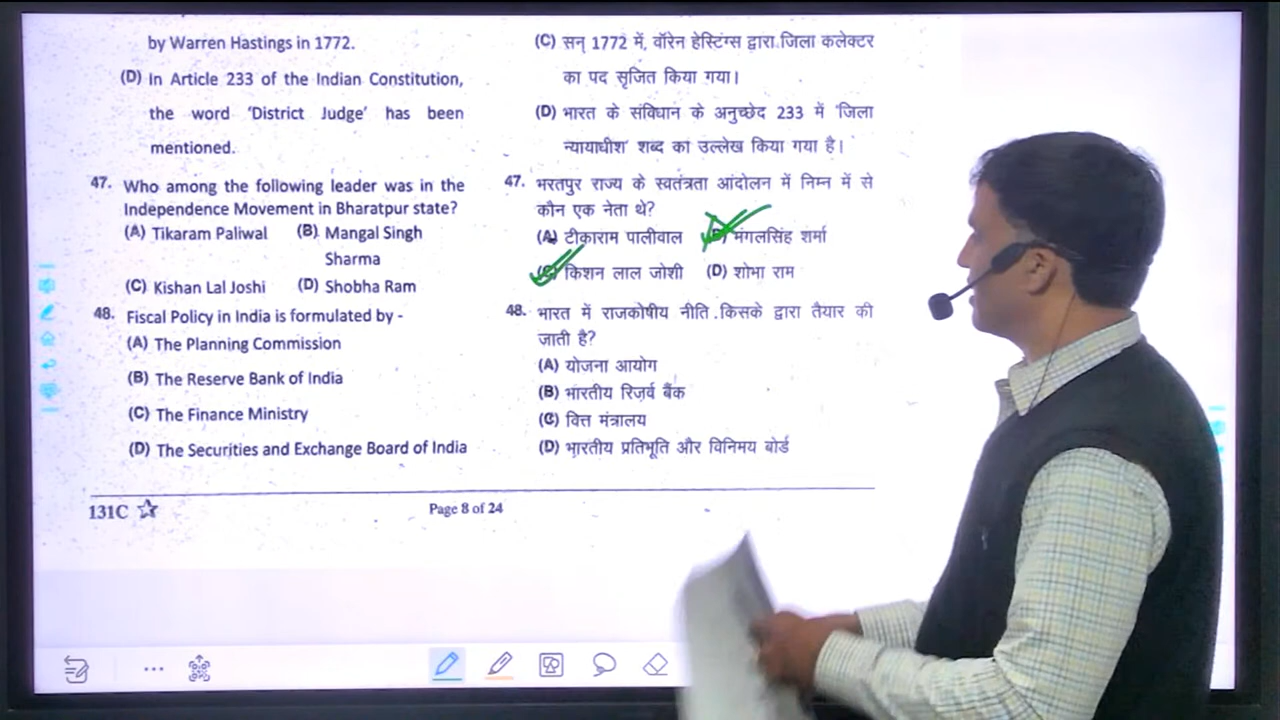 by Warren Hastings in 1772.
(D) In Article 233 of the Indian Constitution,
the word 'District Judge' has been
mentioned.
47. Who among the following leader was in the
Independence Movement in Bharatpur state?
(A) Tikaram Paliwal (B) Mangal Singh
Sharma
(C) Kishan Lal Joshi (D) Shobha Ram
48. Fiscal Policy in India is formulated by -
(A) The Planning Commission
(B) The Reserve Bank of India
(C) The Finance Ministry
(D) The Securities and Exchange Board of India
(C) सन् 1772 में, वॉरेन हेस्टिंग्स द्वारा जिला कलेक्टर
का पद सृजित किया गया।
(D) भारत के संविधान के अनुच्छेद 233 में 'जिला
न्यायाधीश' शब्द का उल्लेख किया गया है।
47. भरतपुर राज्य के स्वतंत्रता आंदोलन में निम्न में से
कौन एक नेता थे?
(A) टीकाराम पालीवाल (B) मंगलसिंह शर्मा
(C) किशन लाल जोशी (D) शोभा राम
48. भारत में राजकोषीय नीति किसके द्वारा तैयार की
जाती है?
(A) योजना आयोग
(B) भारतीय रिज़र्व बैंक
(C) वित्त मंत्रालय
(D) भारतीय प्रतिभूति और विनिमय बोर्ड
131C Page 8 of 24